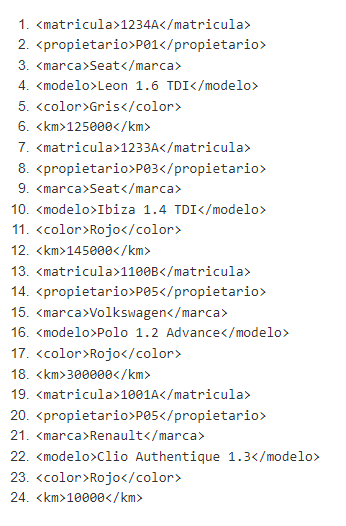 1. <matricula>1234A</matricula>
2. <propietario>P01</propietario>
3. <marca>Seat</marca>
4. <modelo>Leon 1.6 TDI</modelo>
5. <color>Gris</color>
6. <km>125000</km>
7. <matricula>1233A</matricula>
8. <propietario>P03</propietario>
9. <marca>Seat</marca>
10. <modelo>Ibiza 1.4 TDI</modelo>
11. <color>Rojo</color>
12. <km>145000</km>
13. <matricula>1100B</matricula>
14. <propietario>P05</propietario>
15. <marca>Volkswagen</marca>
16. <modelo>Polo 1.2 Advance</modelo>
17. <color>Rojo</color>
18. <km>300000</km>
19. <matricula>1001A</matricula>
20. <propietario>P05</propietario>
21. <marca>Renault</marca>
22. <modelo>Clio Authentique 1.3</modelo>
23. <color>Rojo</color>
24. <km>10000</km>